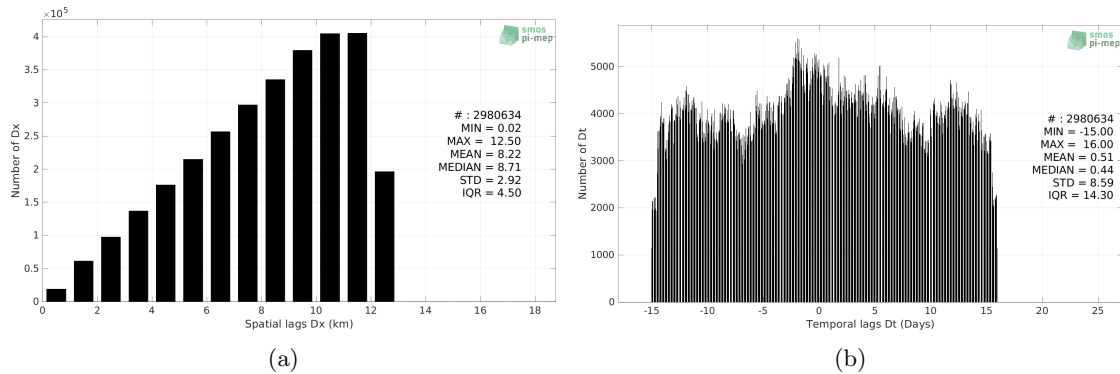 ×10^5
4
3.5
3
2.5
2
1.5
1
0.5
0
Number of Dx
0 2 4 6 8 10 12 14 16 18
Spatial lags Dx (km)
smos
pi-mep
# : 2980634
MIN = 0.02
MAX = 12.50
MEAN = 8.22
MEDIAN = 8.71
STD = 2.92
IQR = 4.50
(a)
5000
4000
3000
2000
1000
0
Number of Dt
-15 -10 -5 0 5 10 15 20 25
Temporal lags Dt (Days)
smos
pi-mep
# : 2980634
MIN = -15.00
MAX = 16.00
MEAN = 0.51
MEDIAN = 0.44
STD = 8.59
IQR = 14.30
(b)